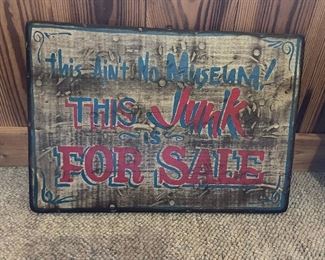 This Ain't No MUSEUM!
THIS Junk
IS
FOR SALE